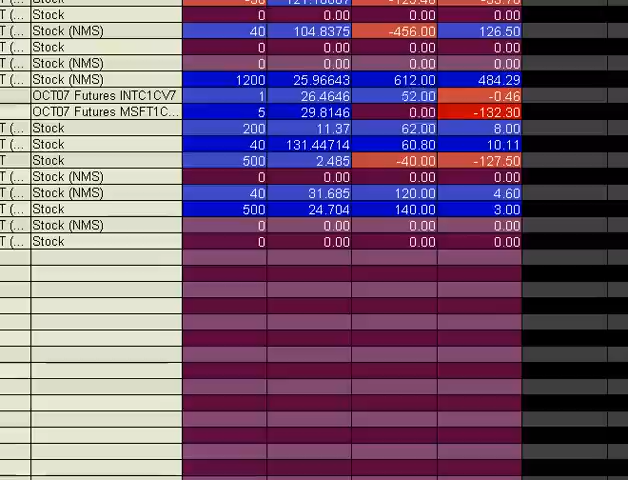 T (... Stock
T (... Stock 0 0.00 0.00 0.00
T (... Stock (NMS) 40 104.8375 -456.00 126.50
Stock (NMS) 0 0.00 0.00 0.00
Stock 0 0.00 0.00 0.00
T (... Stock (NMS) 1200 25.96643 612.00 484.29
OCT07 Futures INTC1CV7 1 26.4646 52.00 -0.46
OCT07 Futures MSFT1C... 5 29.8146 0.00 -132.30
T (... Stock 200 11.37 62.00 8.00
T (... Stock 40 131.44714 60.80 10.11
T Stock 500 2.485 -40.00 -127.50
Stock (NMS) 0 0.00 0.00 0.00
T (... Stock (NMS) 40 31.685 120.00 4.60
T (... Stock 500 24.704 140.00 3.00
T (... Stock (NMS) 0 0.00 0.00 0.00
T (... Stock 0 0.00 0.00 0.00